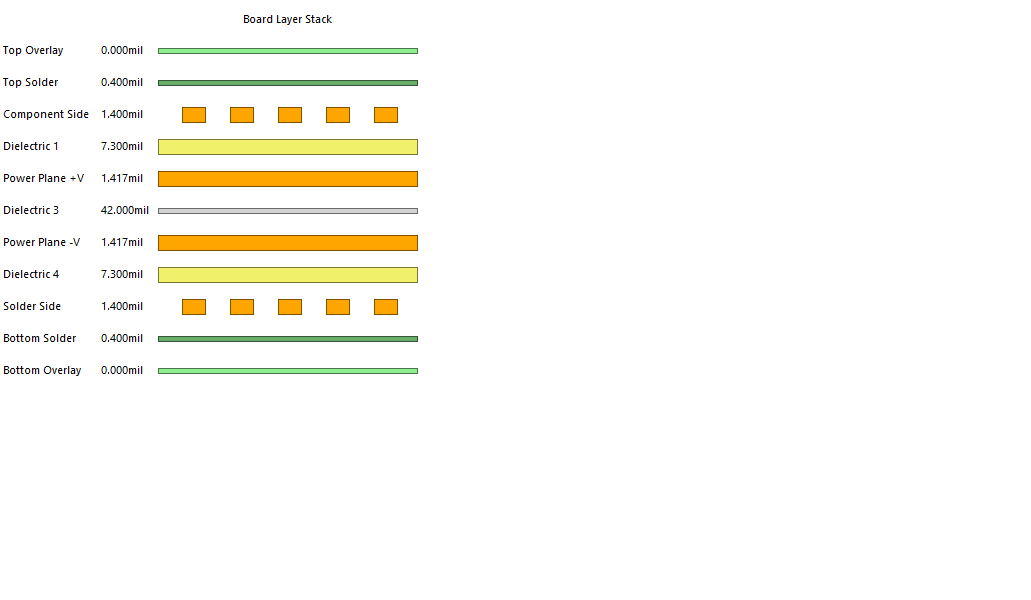 Board Layer Stack
Top Overlay 0.000mil
Top Solder 0.400mil
Component Side 1.400mil
Dielectric 1 7.300mil
Power Plane +V 1.417mil
Dielectric 3 42.000mil
Power Plane -V 1.417mil
Dielectric 4 7.300mil
Solder Side 1.400mil
Bottom Solder 0.400mil
Bottom Overlay 0.000mil